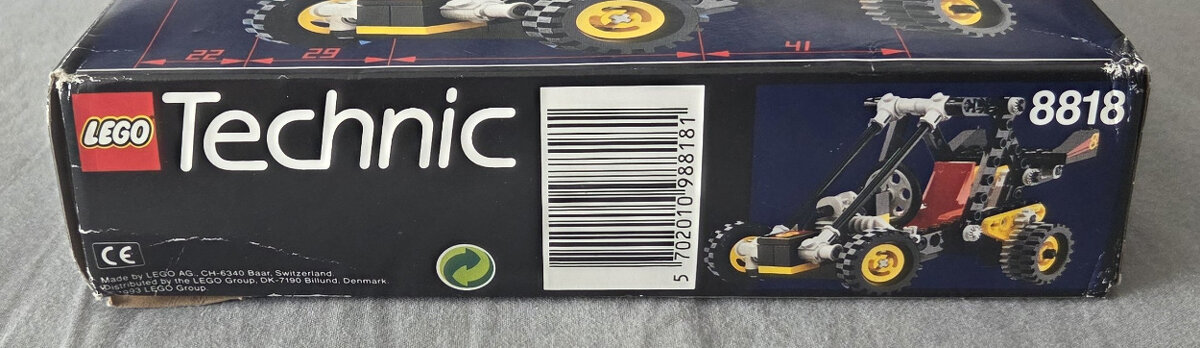 22 29 41
LEGO Technic
8818
5 702010 988181
CE
Made by LEGO AG, CH-6340 Baar, Switzerland.
Distributed by the LEGO Group, DK-7190 Billund, Denmark.
1993 LEGO Group.